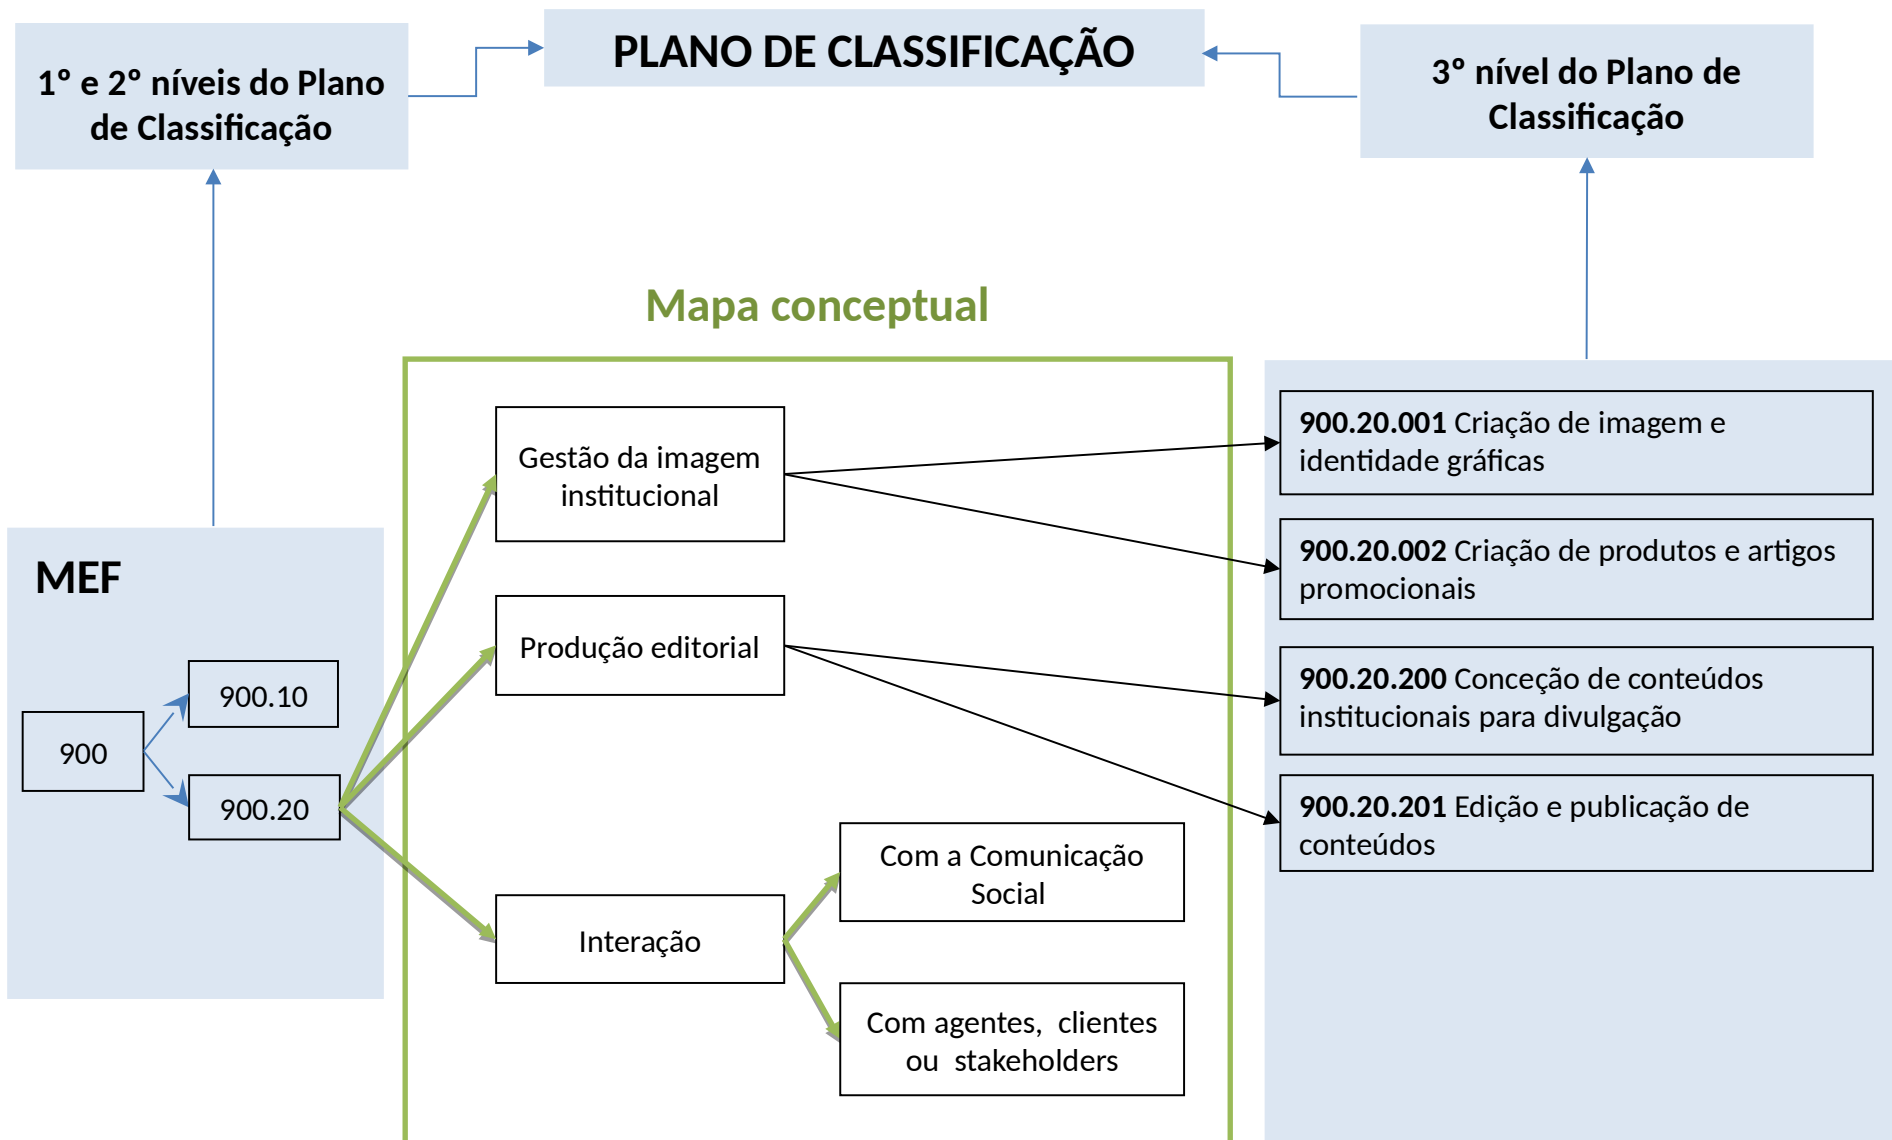 PLANO DE CLASSIFICAÇÃO
1º e 2º níveis do Plano
de Classificação
3º nível do Plano de
Classificação
Mapa conceptual
MEF
900
900.10
900.20
Gestão da imagem
institucional
Produção editorial
Interação
Com a Comunicação
Social
Com agentes,  clientes
ou  stakeholders
900.20.001 Criação de imagem e
identidade gráficas
900.20.002 Criação de produtos e artigos
promocionais
900.20.200 Conceção de conteúdos
institucionais para divulgação
900.20.201 Edição e publicação de
conteúdos